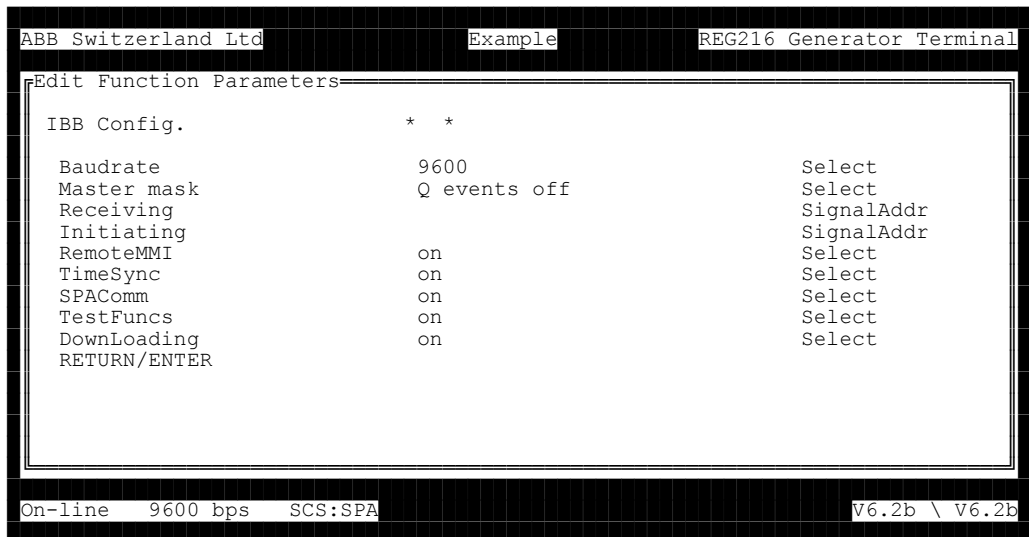 ABB Switzerland Ltd Example REG216 Generator Terminal
Edit Function Parameters
IBB Config. * *
Baudrate 9600 Select
Master mask Q events off Select
Receiving SignalAddr
Initiating SignalAddr
RemoteMMI on Select
TimeSync on Select
SPAComm on Select
TestFuncs on Select
DownLoading on Select
RETURN/ENTER
On-line 9600 bps SCS:SPA V6.2b \ V6.2b